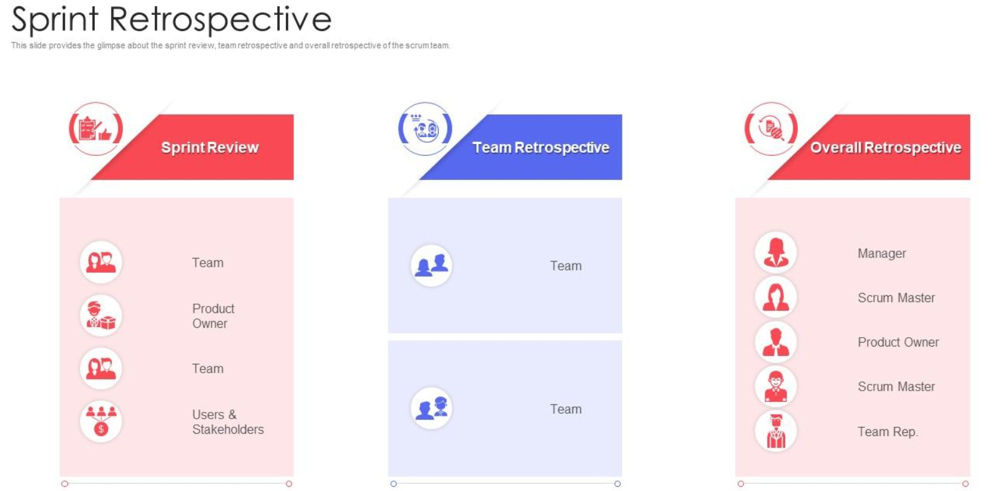 Sprint Retrospective
This slide provides the glimpse about the sprint review, team retrospective and overall retrospective of the scrum team.
Sprint Review
Team
Product
Owner
Team
Users &
Stakeholders
$
Team Retrospective
Team
Team
Overall Retrospective
Manager
Scrum Master
Product Owner
Scrum Master
Team Rep.